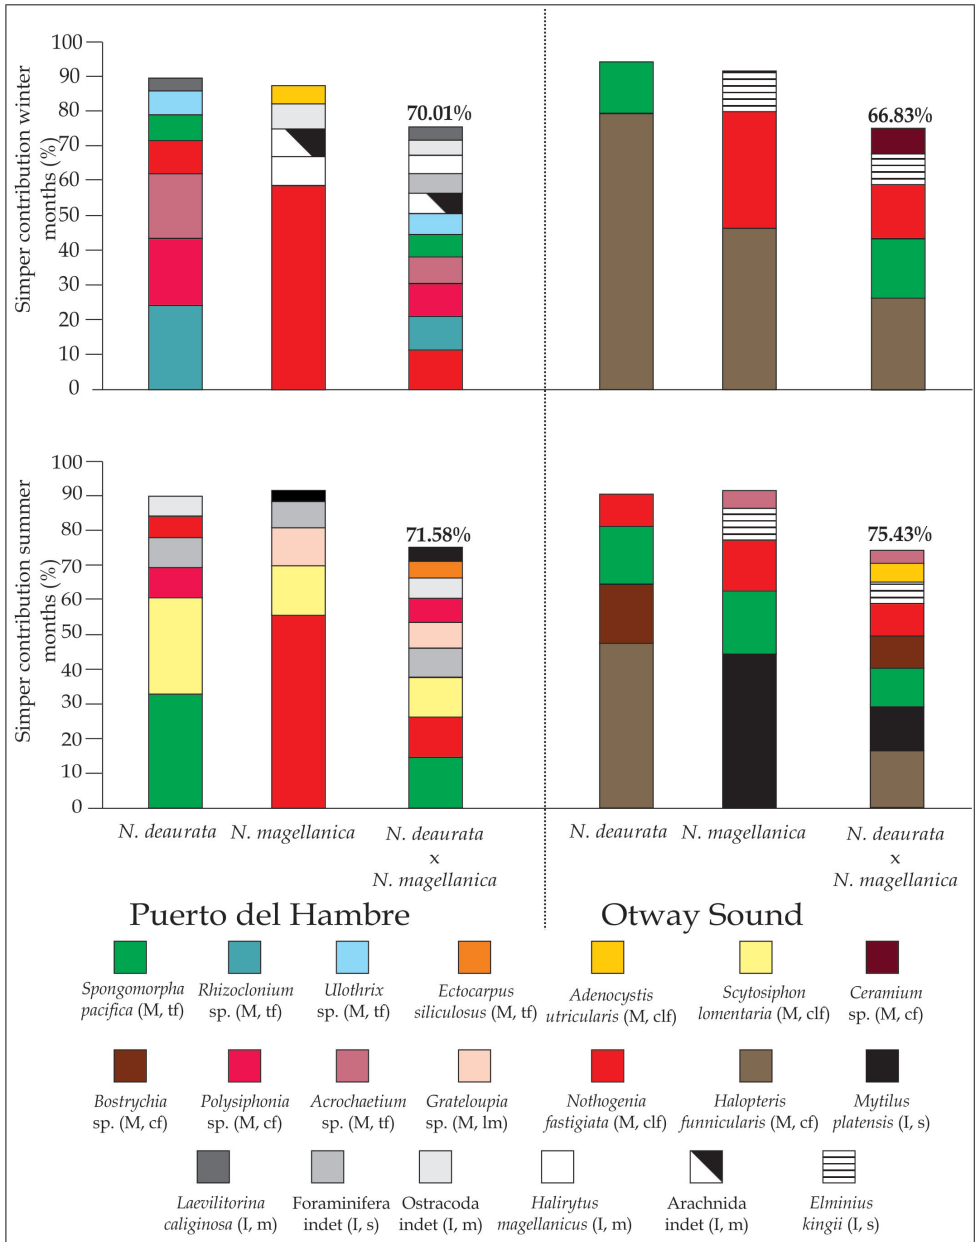 Simper contribution winter
months (%)
100
90
80
70
60
50
40
30
20
10
0
70.01%
66.83%
Simper contribution summer
months (%)
100
90
80
70
60
50
40
30
20
10
0
71.58%
75.43%
N. deaurata
N. magellanica
N. deaurata
x
N. magellanica
N. deaurata
N. magellanica
N. deaurata
x
N. magellanica
Puerto del Hambre
Otway Sound
Spongomorpha
pacifica (M, tf)
Rhizoclonium
sp. (M, tf)
Ulothrix
sp. (M, tf)
Ectocarpus
siliculosus (M, tf)
Adenocystis
utricularis (M, clf)
Scytosiphon
lomentaria (M, clf)
Ceramium
sp. (M, cf)
Bostrychia
sp. (M, cf)
Polysiphonia
sp. (M, cf)
Acrochaetium
sp. (M, tf)
Grateloupia
sp. (M, lm)
Nothogenia
fastigiata (M, clf)
Halopteris
funnicularis (M, cf)
Mytilus
platensis (I, s)
Laevilitorina
caliginosa (I, m)
Foraminifera
indet (I, s)
Ostracoda
indet (I, m)
Halirytus
magellanicus (I, m)
Arachnida
indet (I, m)
Elminius
kingii (I, s)